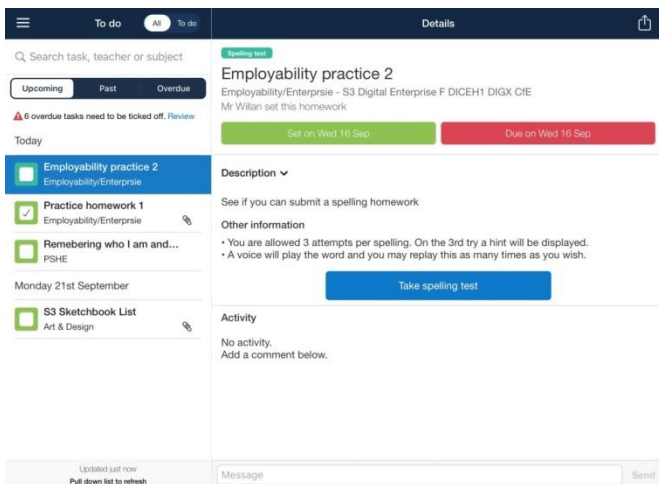 To do
All
To do
Search task, teacher or subject
Upcoming
Past
Overdue
6 overdue tasks need to be ticked off. Review
Today
Employability practice 2
Employability/Enterprsie
Practice homework 1
Employability/Enterprsie
Remebering who I am and...
PSHE
Monday 21st September
S3 Sketchbook List
Art & Design
Updated just now
Pull down list to refresh
Details
Spelling test
Employability practice 2
Employability/Enterprsie - S3 Digital Enterprise F DICEH1 DIGX CfE
Mr Willan set this homework
Set on Wed 16 Sep
Due on Wed 16 Sep
Description
See if you can submit a spelling homework
Other information
• You are allowed 3 attempts per spelling. On the 3rd try a hint will be displayed.
• A voice will play the word and you may replay this as many times as you wish.
Take spelling test
Activity
No activity.
Add a comment below.
Message
Send